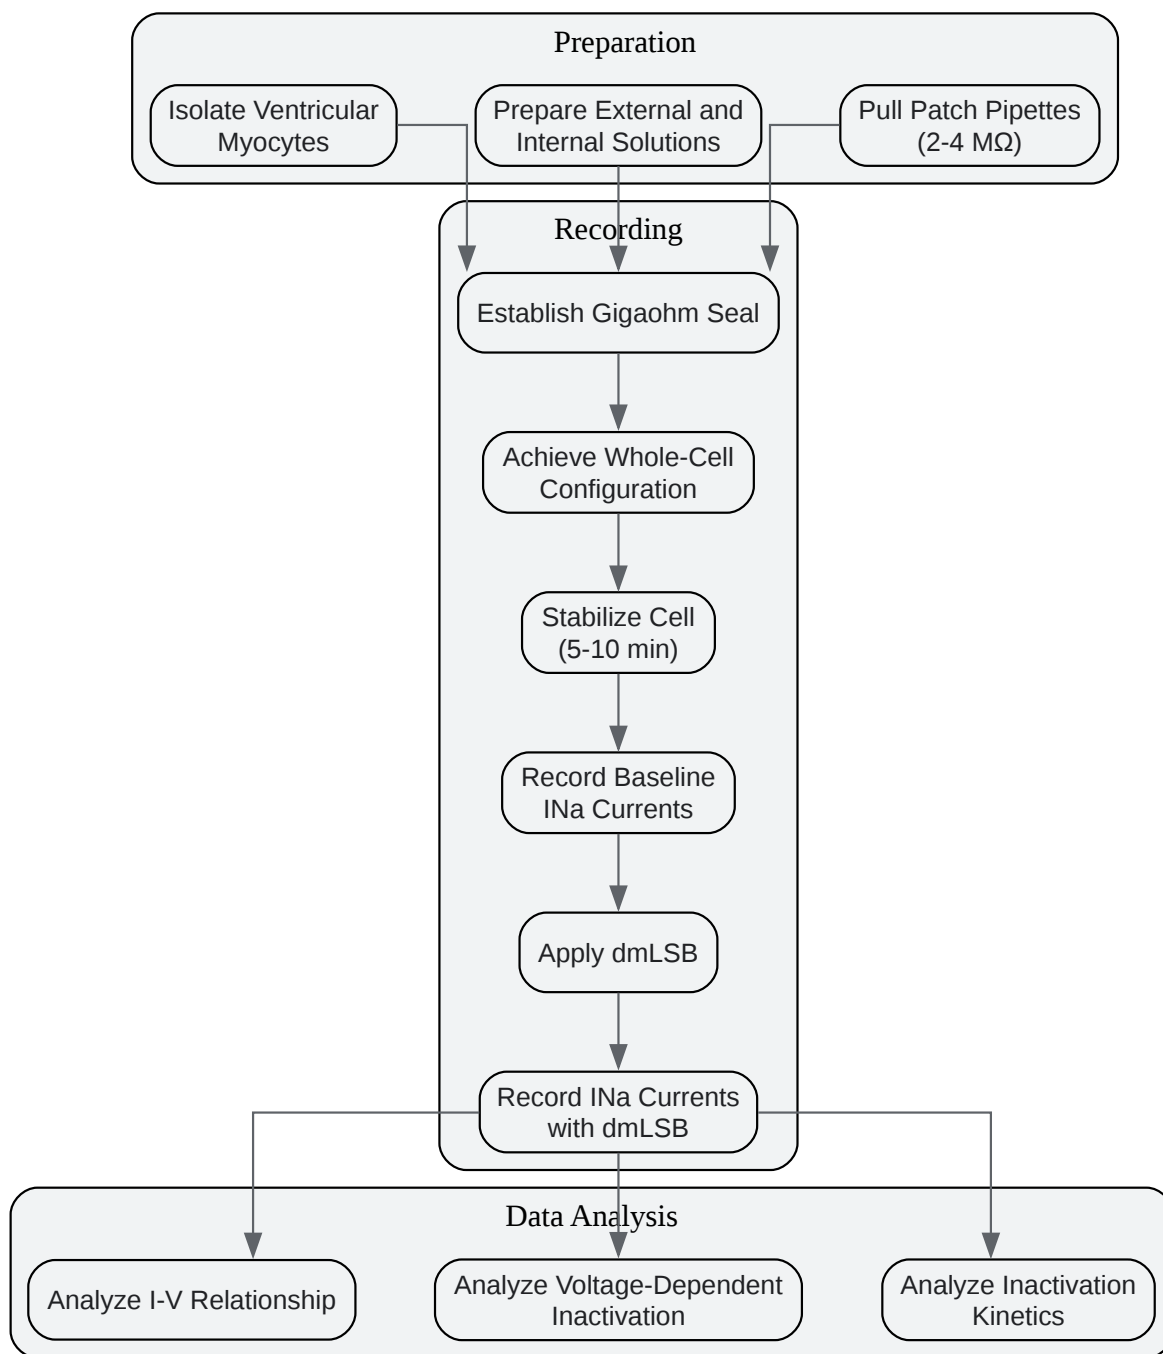 Preparation
Isolate Ventricular
Myocytes
Prepare External and
Internal Solutions
Pull Patch Pipettes
(2-4 MΩ)
Recording
Establish Gigaohm Seal
Achieve Whole-Cell
Configuration
Stabilize Cell
(5-10 min)
Record Baseline
INa Currents
Apply dmLSB
Record INa Currents
with dmLSB
Data Analysis
Analyze I-V Relationship
Analyze Voltage-Dependent
Inactivation
Analyze Inactivation
Kinetics